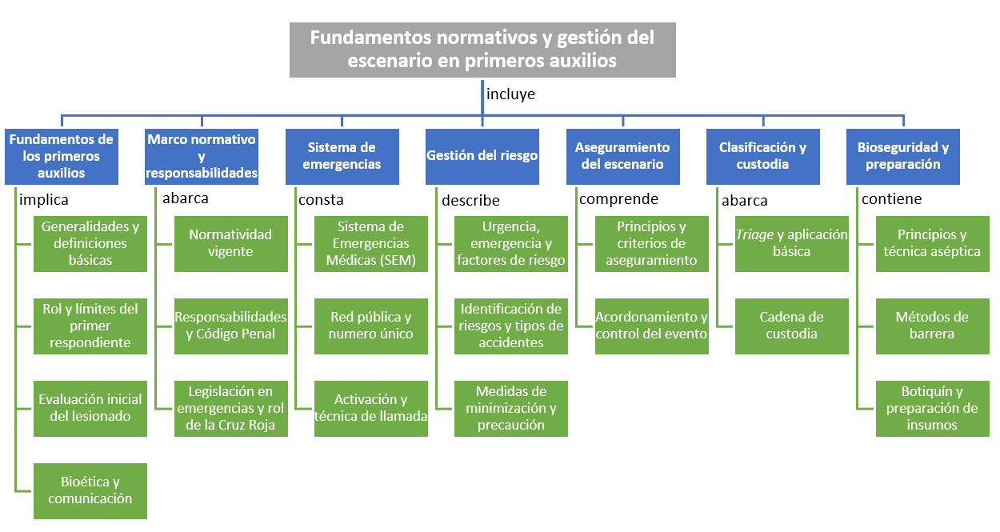 Fundamentos normativos y gestión del
escenario en primeros auxilios
incluye
Fundamentos de
los primeros
auxilios
implica
Generalidades y
definiciones
básicas
Rol y límites del
primer
respondiente
Evaluación inicial
del lesionado
Bioética y
comunicación
Marco normativo
y
responsabilidades
abarca
Normatividad
vigente
Responsabilidades
y Código Penal
Legislación en
emergencias y rol
de la Cruz Roja
Sistema de
emergencias
consta
Sistema de
Emergencias
Médicas (SEM)
Red pública y
numero único
Activación y
técnica de llamada
Gestión del riesgo
describe
Urgencia,
emergencia y
factores de riesgo
Identificación de
riesgos y tipos de
accidentes
Medidas de
minimización y
precaución
Aseguramiento
del escenario
comprende
Principios y
criterios de
aseguramiento
Acordonamiento y
control del evento
Clasificación y
custodia
abarca
Triage y aplicación
básica
Cadena de
custodia
Bioseguridad y
preparación
contiene
Principios y
técnica aséptica
Métodos de
barrera
Botiquín y
preparación de
insumos